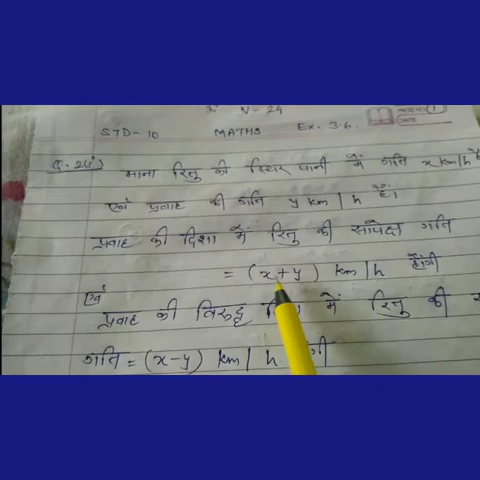 V-24
STD-10 MATHS Ex. 3.6.
Q.2(i) माना रितु की स्थिर पानी में गति x km/h है
एवं प्रवाह की गति y km/h है।
प्रवाह की दिशा में रितु की सापेक्ष गति
= (x+y) km/h होगी
एवं
प्रवाह की विरुद्ध में रितु की
गति = (x-y) km/h